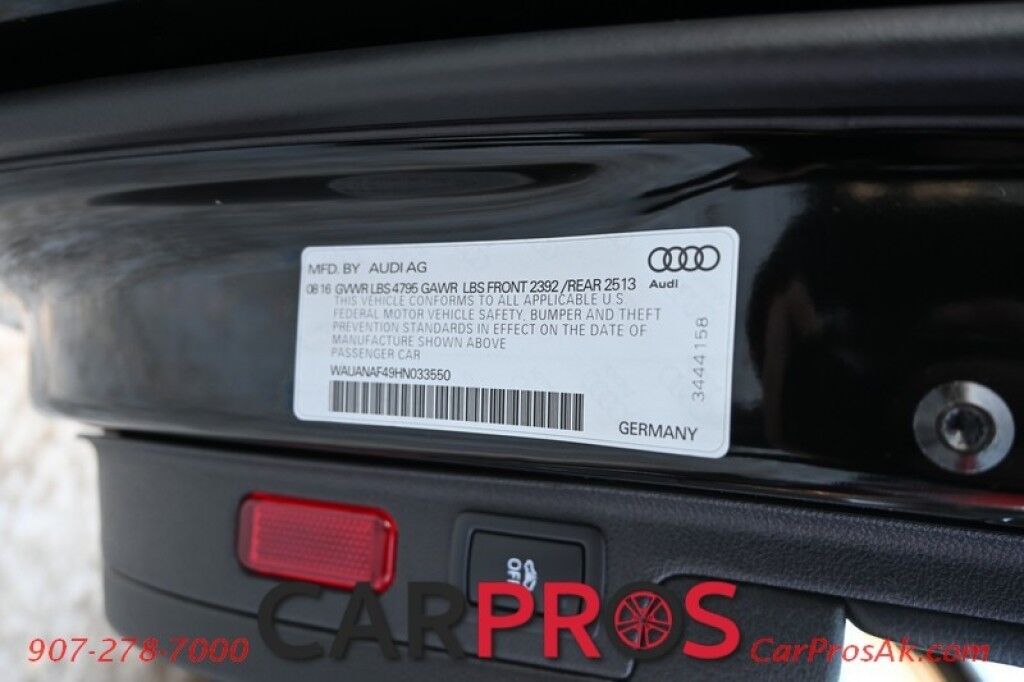 MFD. BY AUDI AG
Audi
08 16 GVWR LBS 4795 GAWR LBS FRONT 2392 /REAR 2513
THIS VEHICLE CONFORMS TO ALL APPLICABLE U.S
FEDERAL MOTOR VEHICLE SAFETY, BUMPER AND THEFT
PREVENTION STANDARDS IN EFFECT ON THE DATE OF
MANUFACTURE SHOWN ABOVE
PASSENGER CAR
WAUANAF49HN033550
3444158
GERMANY
OFF
CARPROS
907-278-7000
CarProsAk.com